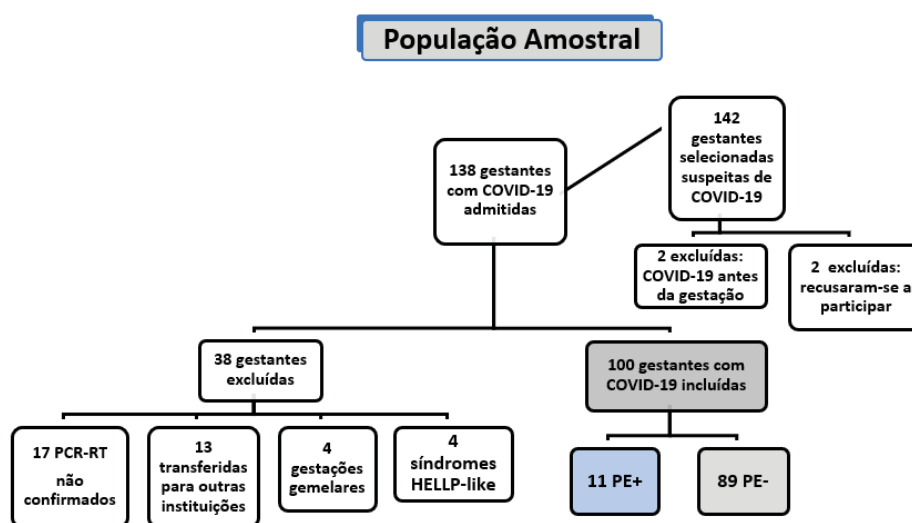 População Amostral
142
gestantes
selecionadas
suspeitas de
COVID-19
138 gestantes
com COVID-19
admitidas
2 excluídas:
COVID-19 antes
da gestação
2 excluídas:
recusaram-se a
participar
38 gestantes
excluídas
100 gestantes com
COVID-19 incluídas
17 PCR-RT
não
confirmados
13
transferidas
para outras
instituições
4
gestações
gemelares
4
síndromes
HELLP-like
11 PE+
89 PE-